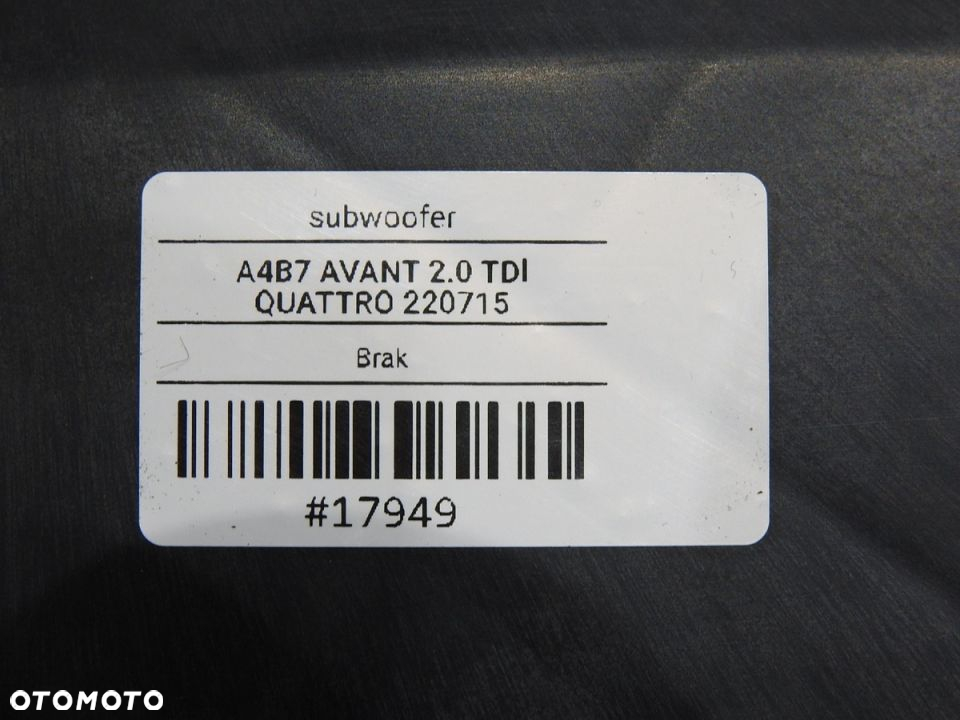 subwoofer
A4B7 AVANT 2.0 TDI
QUATTRO 220715
Brak
#17949
OTOMOTO